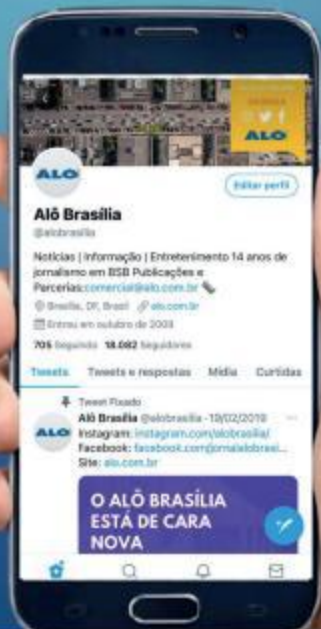 ALÔ
ALÔ
Editar perfil
Alô Brasília
@alobrasilia
Notícias | Informação | Entretenimento 14 anos de
jornalismo em BSB Publicações e
Parcerias:comercial@alo.com.br
Brasília, DF, Brasil alo.com.br
Entrou em outubro de 2009
705 Seguindo 18.082 Seguidores
Tweets Tweets e respostas Mídia Curtidas
Tweet Fixado
Alô Brasília @alobrasilia · 19/02/2019
ALÔ
Instagram: instagram.com/alobrasilia/
Facebook: facebook.com/jornalalobrasi...
Site: alo.com.br
O ALÔ BRASÍLIA
ESTÁ DE CARA
NOVA